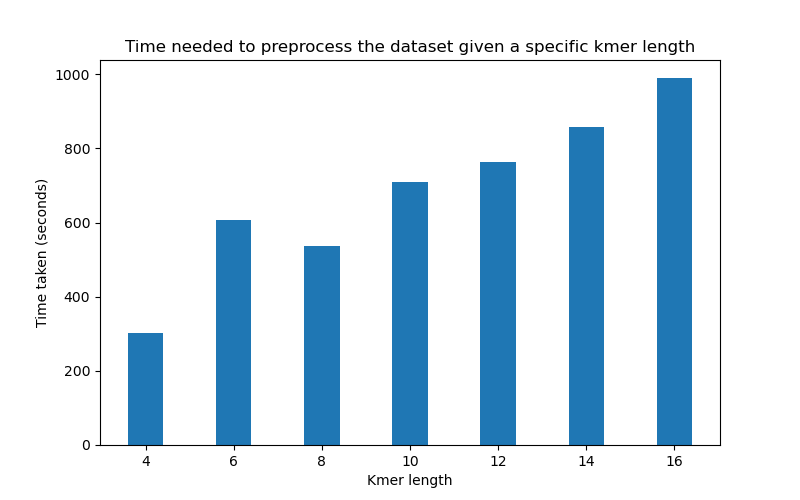 Time needed to preprocess the dataset given a specific kmer length
1000
800
600
400
200
0
Time taken (seconds)
4 6 8 10 12 14 16
Kmer length